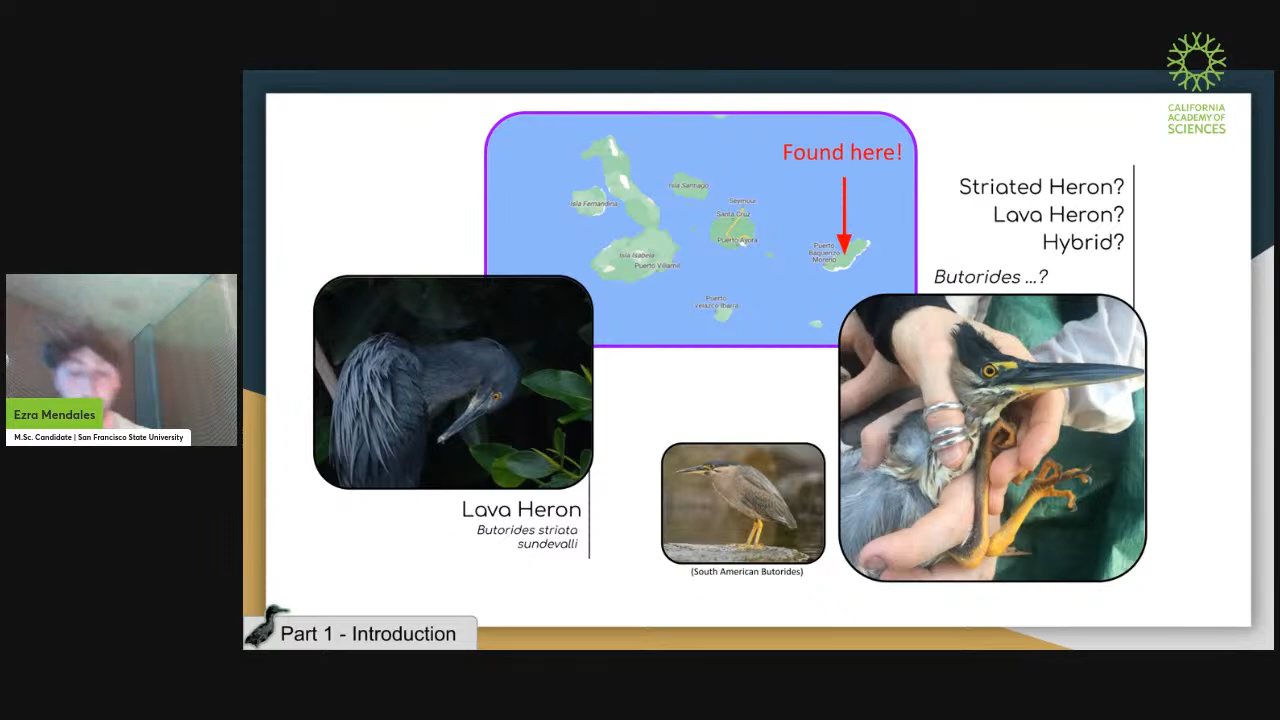 CALIFORNIA
ACADEMY OF
SCIENCES
Found here!
Isla Santiago
Isla Fernandina
Seymour
Santa Cruz
Puerto Ayora
Isla Isabela
Puerto Villamil
Puerto
Baquerizo
Moreno
Puerto
Velazco Ibarra
Striated Heron?
Lava Heron?
Hybrid?
Butorides ...?
Ezra Mendales
M.Sc. Candidate | San Francisco State University
Lava Heron
Butorides striata
sundevalli
(South American Butorides)
Part 1 - Introduction